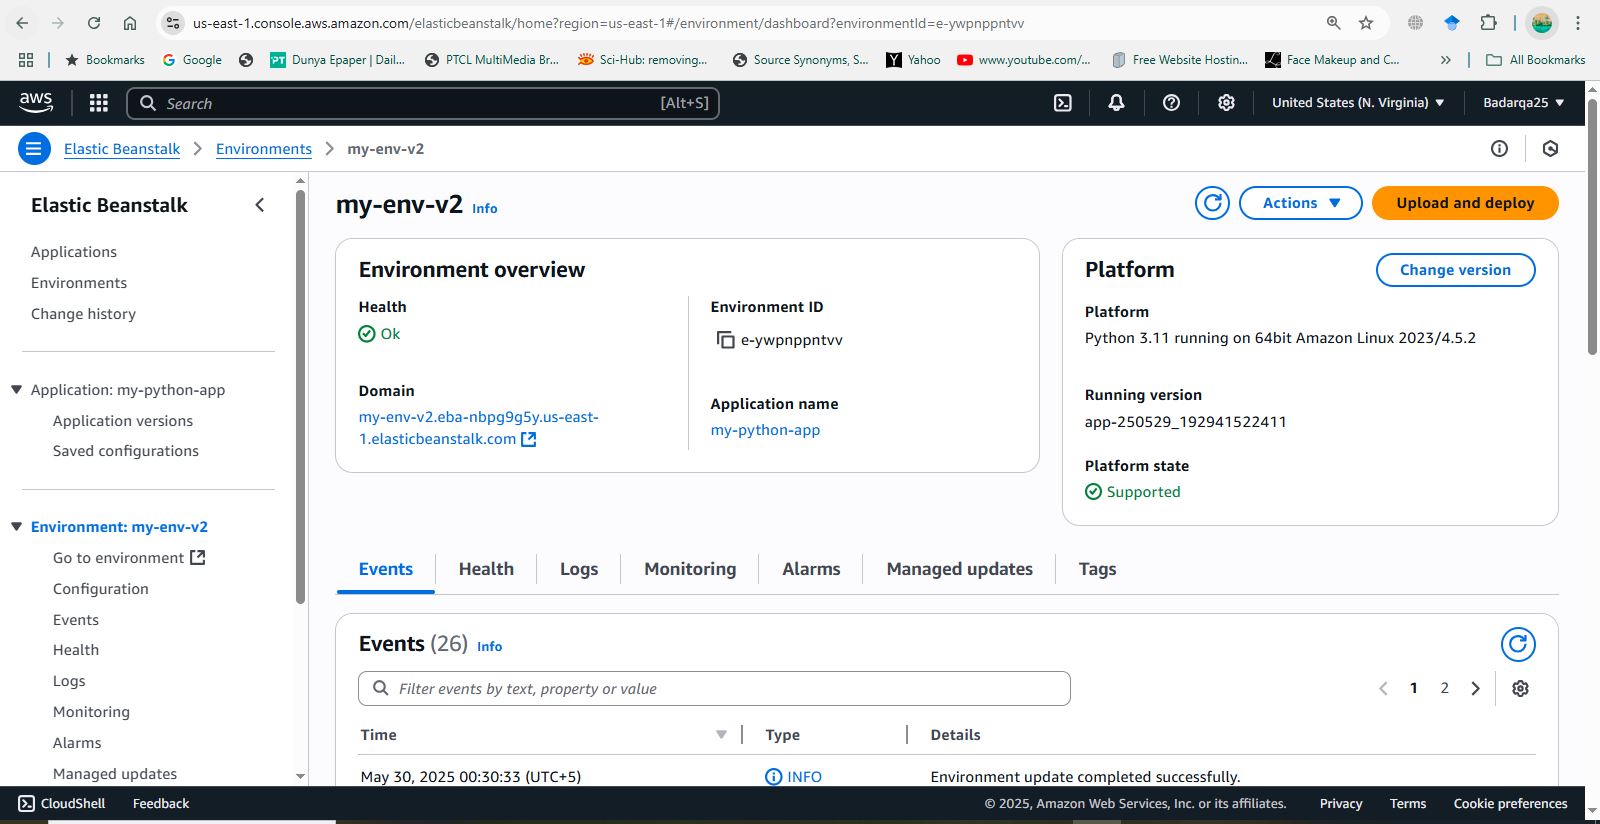 us-east-1.console.aws.amazon.com/elasticbeanstalk/home?region=us-east-1#/environment/dashboard?environmentId=e-ywpnppntvv
Bookmarks Google PT Dunya Epaper | Dail... PTCL MultiMedia Br... Sci-Hub: removing... Source Synonyms, S... Yahoo www.youtube.com/... Free Website Hostin... Face Makeup and C... » All Bookmarks
aws Search [Alt+S] United States (N. Virginia) Badarqa25
Elastic Beanstalk > Environments > my-env-v2
Elastic Beanstalk
Applications
Environments
Change history
Application: my-python-app
Application versions
Saved configurations
Environment: my-env-v2
Go to environment
Configuration
Events
Health
Logs
Monitoring
Alarms
Managed updates
my-env-v2 Info
Actions
Upload and deploy
Environment overview
Health
Ok
Domain
my-env-v2.eba-nbpg9g5y.us-east-
1.elasticbeanstalk.com
Environment ID
e-ywpnppntvv
Application name
my-python-app
Platform
Change version
Platform
Python 3.11 running on 64bit Amazon Linux 2023/4.5.2
Running version
app-250529_192941522411
Platform state
Supported
Events Health Logs Monitoring Alarms Managed updates Tags
Events (26) Info
Filter events by text, property or value
1 2
Time Type Details
May 30, 2025 00:30:33 (UTC+5) INFO Environment update completed successfully.
CloudShell Feedback © 2025, Amazon Web Services, Inc. or its affiliates. Privacy Terms Cookie preferences